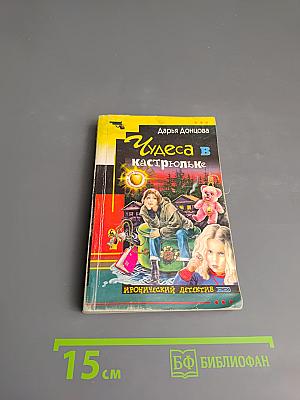 Дарья Донцова
Чудеса в
кастрюльке
ИРОНИЧЕСКИЙ ДЕТЕКТИВ
15 см
БФ БИБЛИОФАН